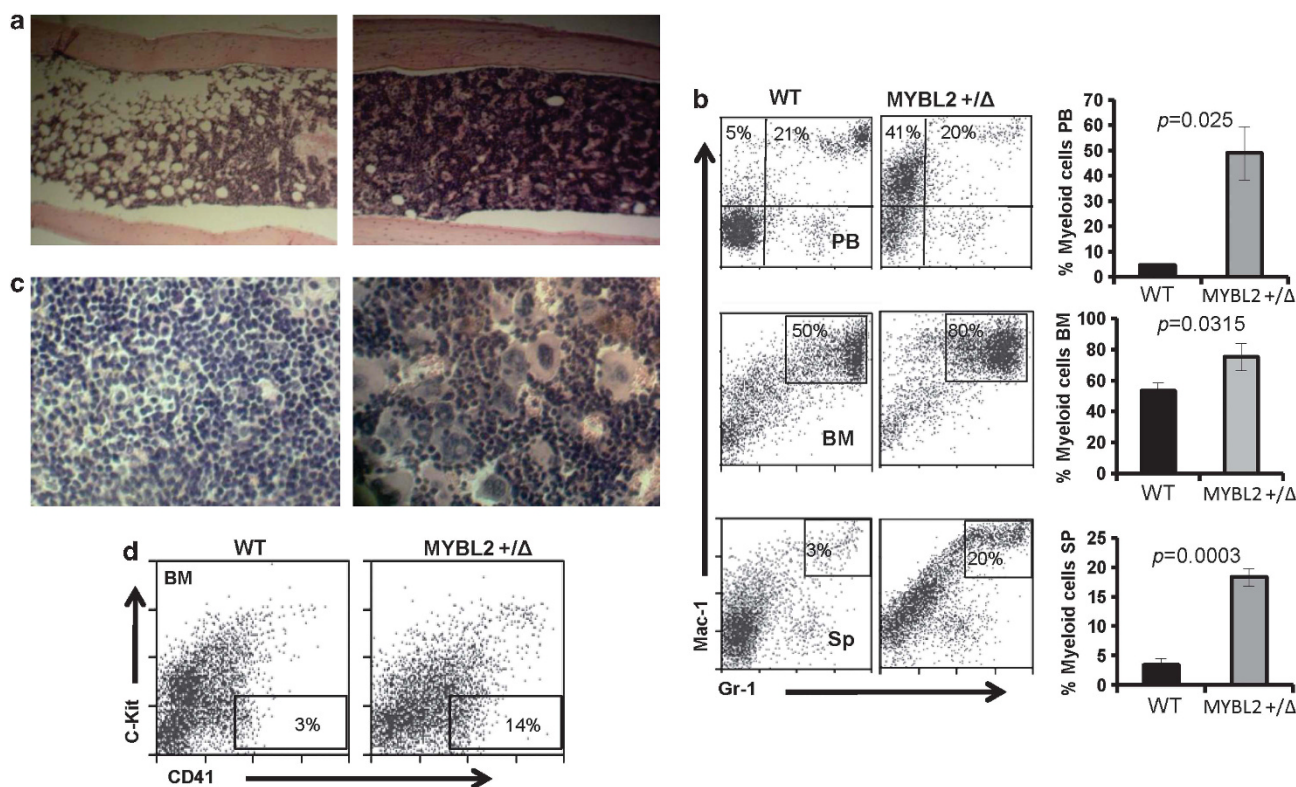 a
b
WT
MYBL2 +/Δ
5%
21%
PB
41%
20%
% Myeloid cells PB
70
60
50
40
30
20
10
0
p=0.025
WT
MYBL2 +/Δ
50%
BM
80%
% Myeloid cells BM
100
80
60
40
20
0
p=0.0315
WT
MYBL2 +/Δ
3%
Sp
20%
% Myeloid cells SP
25
20
15
10
5
0
p=0.0003
WT
MYBL2 +/Δ
Mac-1
Gr-1
c
d
WT
MYBL2 +/Δ
BM
3%
14%
C-Kit
CD41